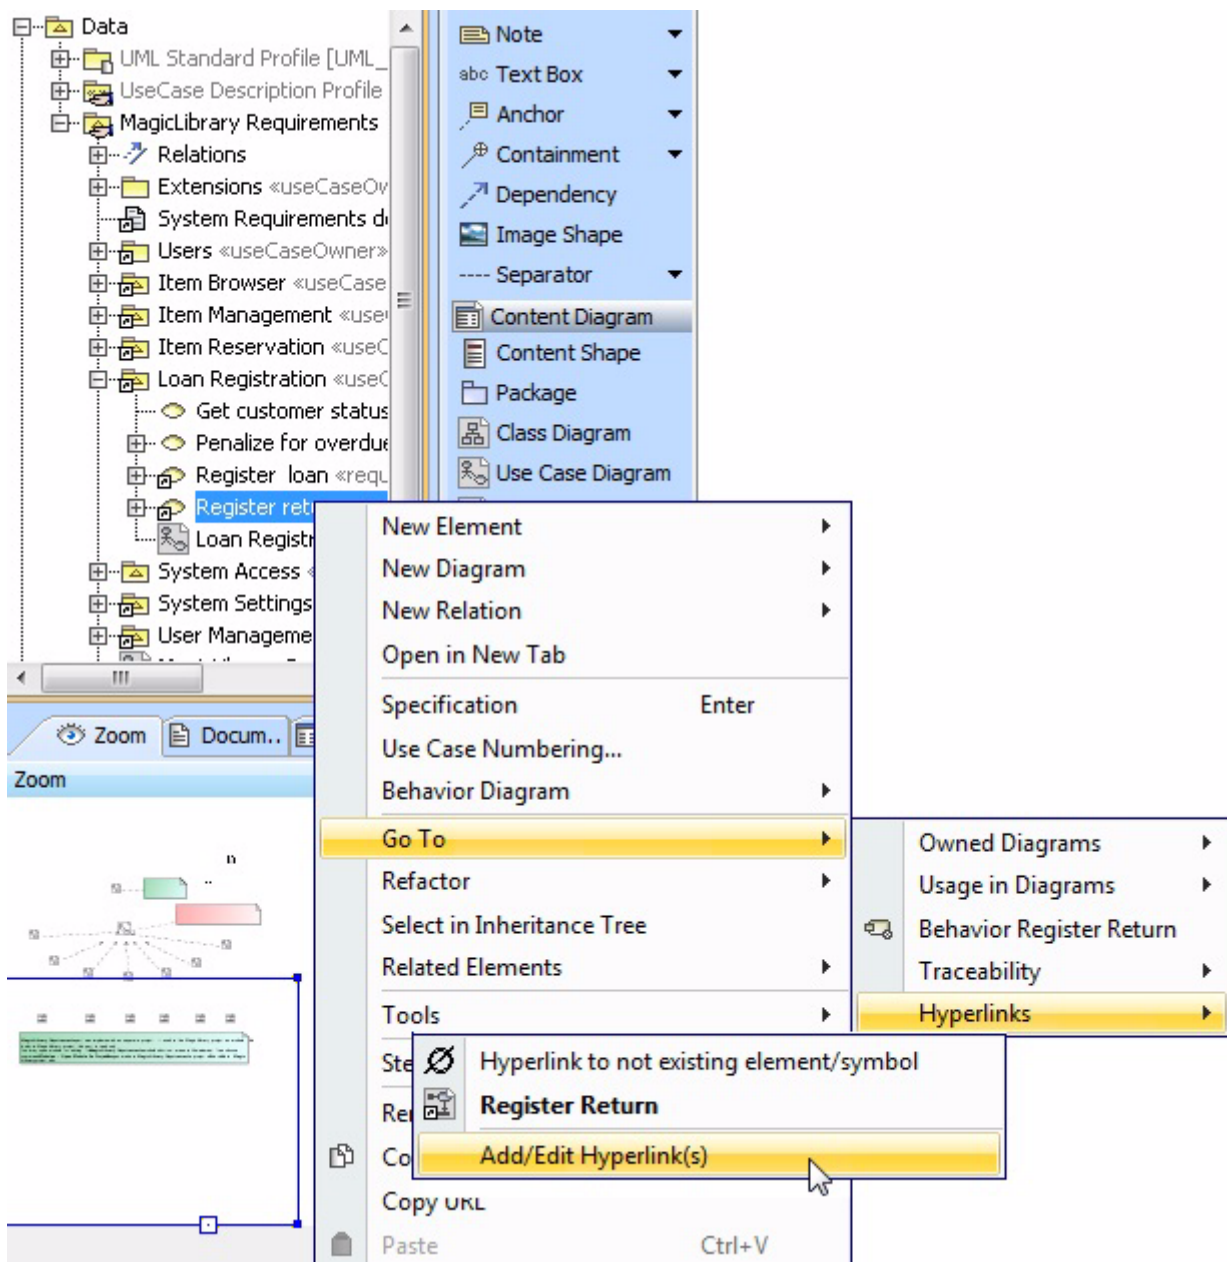 Data
UML Standard Profile [UML_
UseCase Description Profile
MagicLibrary Requirements
Relations
Extensions «useCaseOw
System Requirements d
Users «useCaseOwner»
Item Browser «useCase
Item Management «use
Item Reservation «useC
Loan Registration «useC
Get customer status
Penalize for overdue
Register loan «requ
Register ret
Loan Registr
System Access «
System Settings
User Manageme
Zoom
Docum..
Zoom
Note
abc Text Box
Anchor
Containment
Dependency
Image Shape
---- Separator
Content Diagram
Content Shape
Package
Class Diagram
Use Case Diagram
New Element
New Diagram
New Relation
Open in New Tab
Specification Enter
Use Case Numbering...
Behavior Diagram
Go To
Refactor
Select in Inheritance Tree
Related Elements
Tools
Ste
Re
Co
Copy URL
Paste Ctrl+V
Owned Diagrams
Usage in Diagrams
Behavior Register Return
Traceability
Hyperlinks
Hyperlink to not existing element/symbol
Register Return
Add/Edit Hyperlink(s)